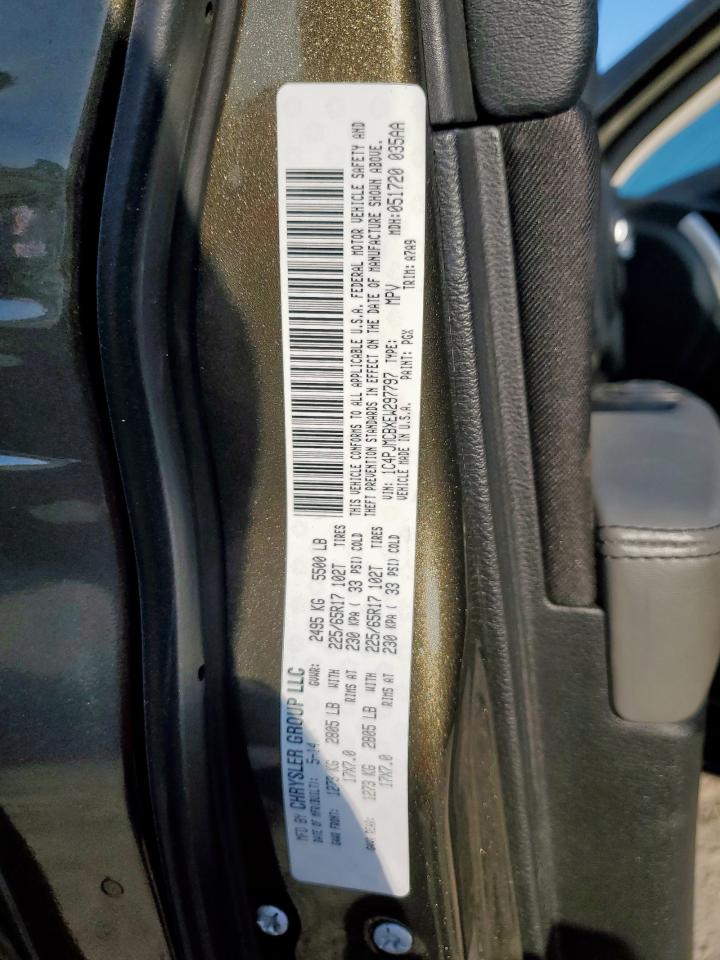 MFD BY CHRYSLER GROUP LLC
DATE OF MFR(BUILT): 5-14 GVWR: 2495 KG 5500 LB
GAWR FRONT: 1273 KG 2805 LB WITH 225/65R17 102T TIRES
17X7.0 RIMS AT 230 KPA ( 33 PSI) COLD
GAWR REAR: 1273 KG 2805 LB WITH 225/65R17 102T TIRES
17X7.0 RIMS AT 230 KPA ( 33 PSI) COLD
THIS VEHICLE CONFORMS TO ALL APPLICABLE U.S.A. FEDERAL MOTOR VEHICLE SAFETY AND
THEFT PREVENTION STANDARDS IN EFFECT ON THE DATE OF MANUFACTURE SHOWN ABOVE.
VIN: 1C4PJMCBXEW297797 TYPE: MPV MDH:051720 035AA
VEHICLE MADE IN U.S.A. PAINT: PGX TRIM: A7A9